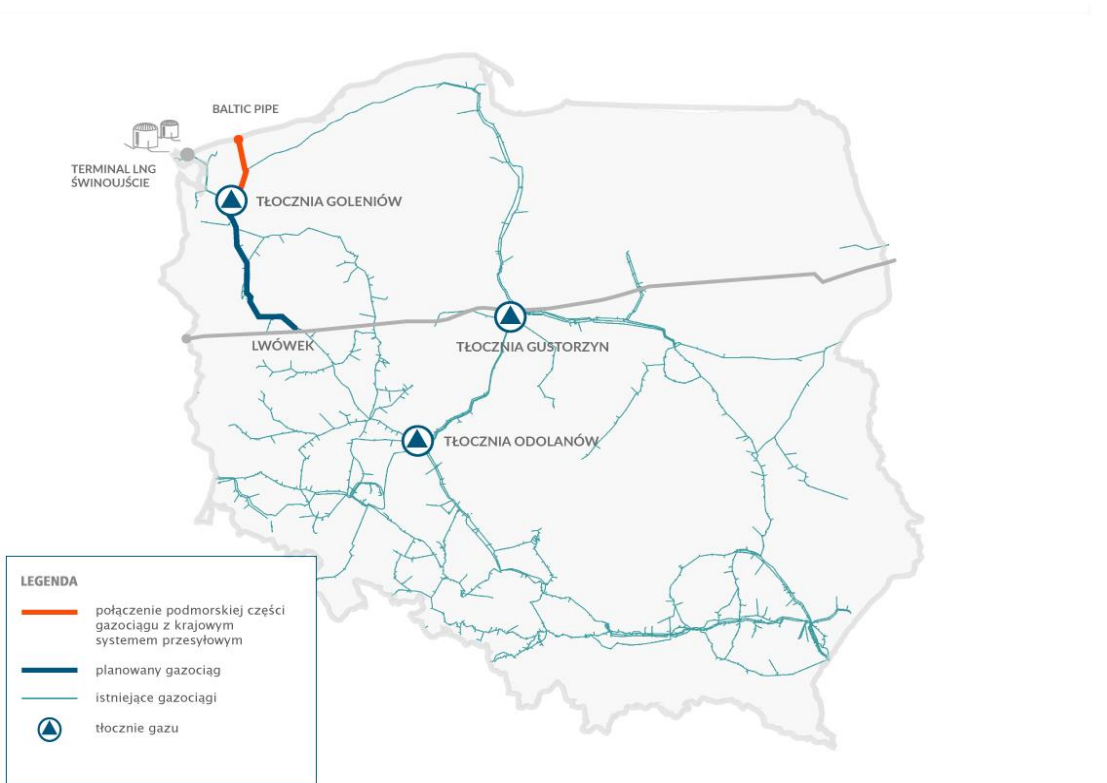 BALTIC PIPE
TERMINAL LNG
ŚWINOUJŚCIE
TŁOCZNIA GOLENIÓW
LWÓWEK
TŁOCZNIA GUSTORZYN
TŁOCZNIA ODOLANÓW
LEGENDA
połączenie podmorskiej części
gazociągu z krajowym
systemem przesyłowym
planowany gazociąg
istniejące gazociągi
tłocznie gazu